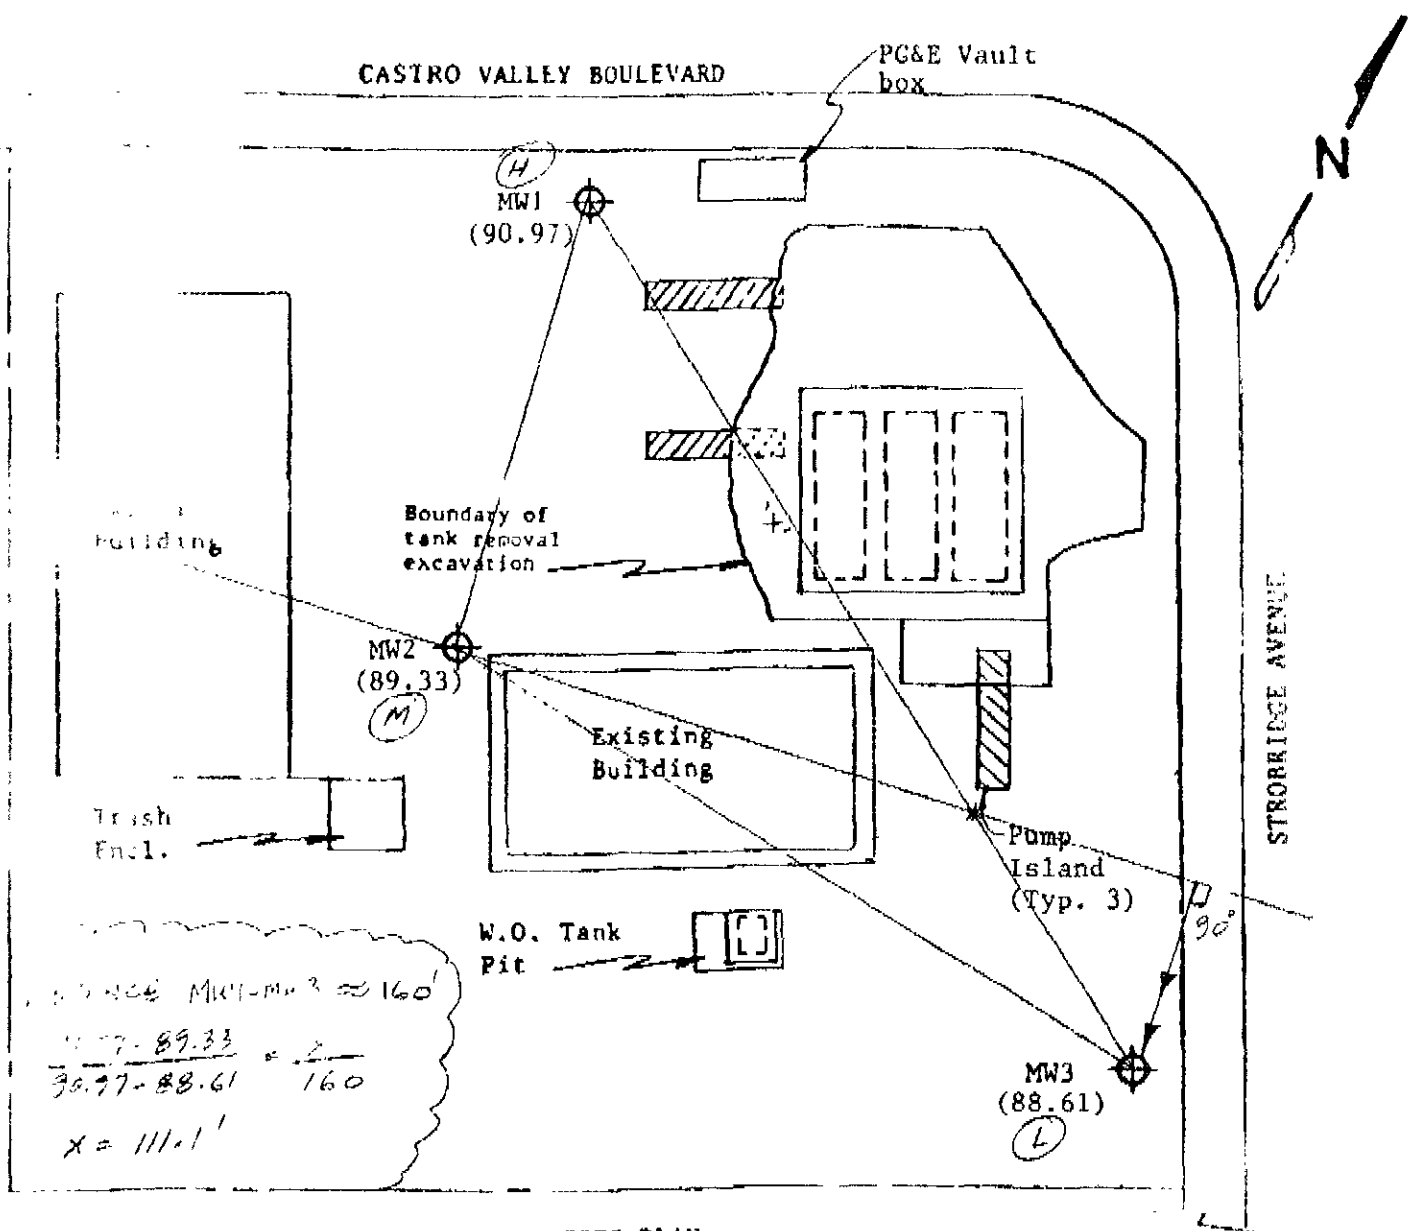 CASTRO VALLEY BOULEVARD
PG&E Vault
box
N
H
MW1
(90.97)
Boundary of
tank removal
excavation
Building
MW2
(89.33)
M
Existing
Building
STROBRIDGE AVENUE
Trash
Encl.
Pump
Island
(Typ. 3)
90°
W.O. Tank
Pit
MW1-MW3 ≈ 160'
89.33
90.97-88.61
160
x = 111.1'
MW3
(88.61)
L